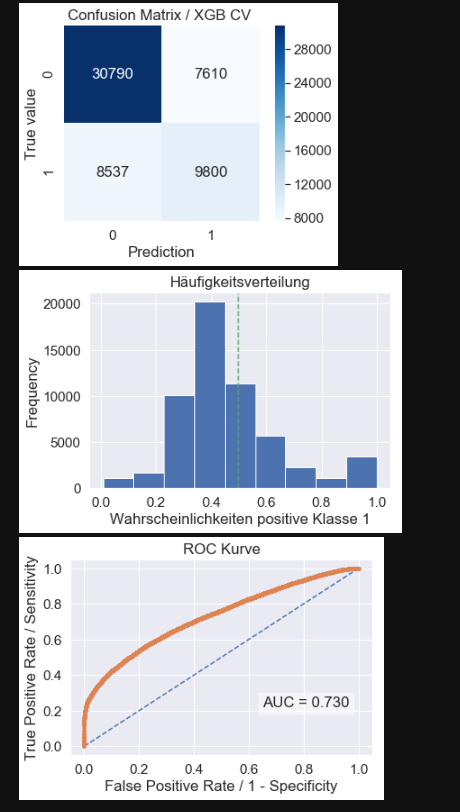 Confusion Matrix / XGB CV
True value
0
30790
7610
1
8537
9800
0
1
Prediction
28000
24000
20000
16000
12000
8000
Häufigkeitsverteilung
Frequency
20000
15000
10000
5000
0
0.0 0.2 0.4 0.6 0.8 1.0
Wahrscheinlichkeiten positive Klasse 1
ROC Kurve
True Positive Rate / Sensitivity
1.0
0.8
0.6
0.4
0.2
0.0
AUC = 0.730
0.0 0.2 0.4 0.6 0.8 1.0
False Positive Rate / 1 - Specificity